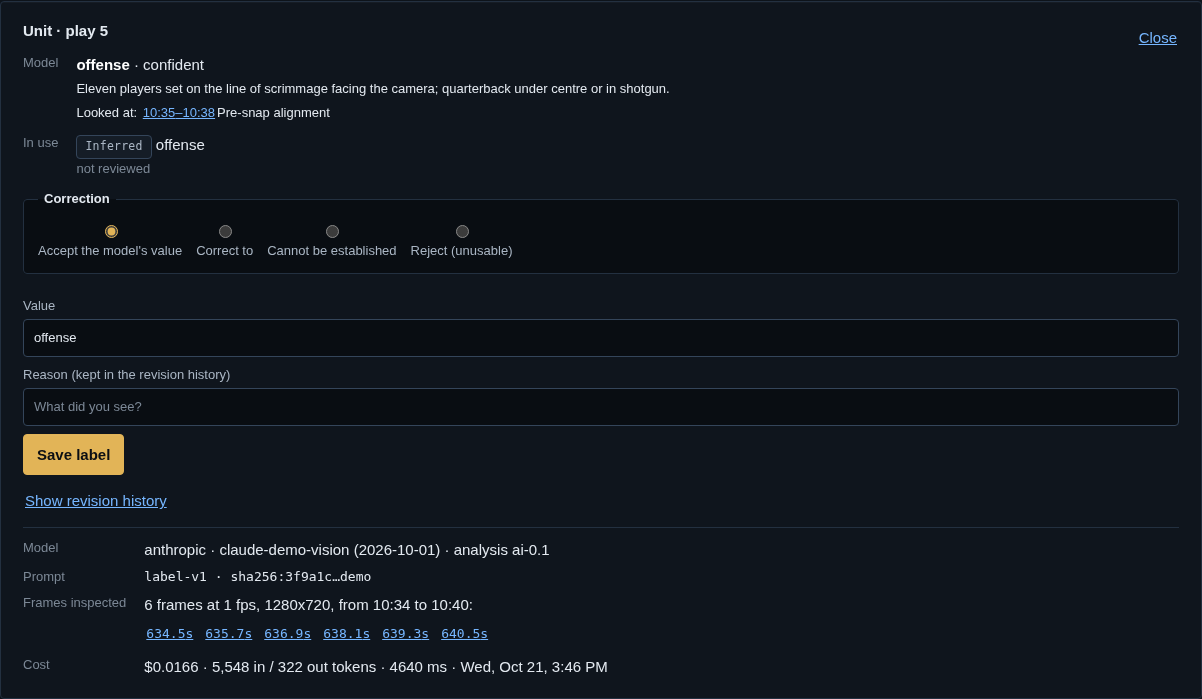 Unit · play 5
Close
Model
offense · confident
Eleven players set on the line of scrimmage facing the camera; quarterback under centre or in shotgun.
Looked at: 10:35–10:38 Pre-snap alignment
In use
Inferred offense
not reviewed
Correction
Accept the model's value
Correct to
Cannot be established
Reject (unusable)
Value
offense
Reason (kept in the revision history)
What did you see?
Save label
Show revision history
Model
anthropic · claude-demo-vision (2026-10-01) · analysis ai-0.1
Prompt
label-v1 · sha256:3f9a1c…demo
Frames inspected
6 frames at 1 fps, 1280x720, from 10:34 to 10:40:
634.5s 635.7s 636.9s 638.1s 639.3s 640.5s
Cost
$0.0166 · 5,548 in / 322 out tokens · 4640 ms · Wed, Oct 21, 3:46 PM